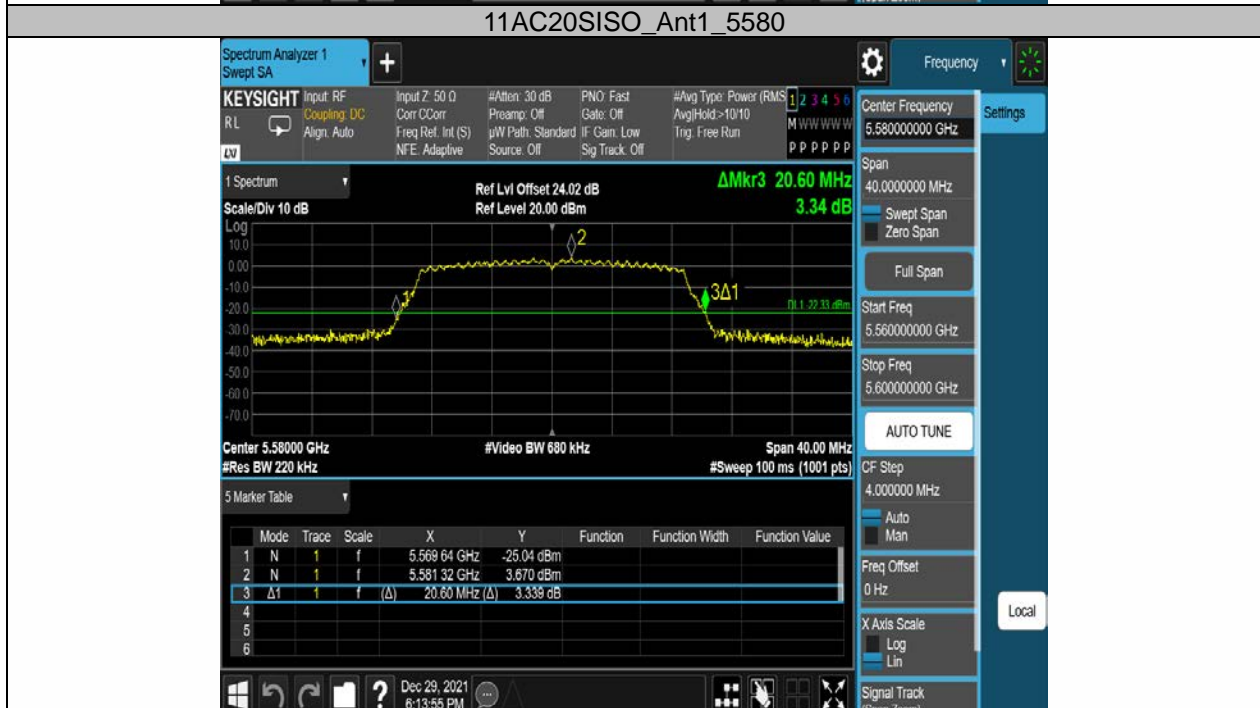 11AC20SISO_Ant1_5580
Spectrum Analyzer 1
Swept SA
+
Frequency
KEYSIGHT Input: RF Input Z: 50 Ω #Atten: 30 dB PNO: Fast #Avg Type: Power (RMS 1 2 3 4 5 6
RL Coupling: DC Corr CCorr Preamp: Off Gate: Off Avg|Hold:>10/10 M W W W W W
Align: Auto Freq Ref: Int (S) µW Path: Standard IF Gain: Low Trig: Free Run
LXI NFE: Adaptive Source: Off Sig Track: Off P P P P P P
1 Spectrum
Ref Lvl Offset 24.02 dB ΔMkr3 20.60 MHz
Scale/Div 10 dB Ref Level 20.00 dBm 3.34 dB
Log
10.0
0.00
-10.0
-20.0
-30.0
-40.0
-50.0
-60.0
-70.0
1
2
3Δ1
DL1 -22.33 dBm
Center 5.58000 GHz #Video BW 680 kHz Span 40.00 MHz
#Res BW 220 kHz #Sweep 100 ms (1001 pts)
5 Marker Table
Mode Trace Scale X Y Function Function Width Function Value
1 N 1 f 5.569 64 GHz -25.04 dBm
2 N 1 f 5.581 32 GHz 3.670 dBm
3 Δ1 1 f (Δ) 20.60 MHz (Δ) 3.339 dB
4
5
6
?
Dec 29, 2021
6:13:55 PM
Center Frequency
5.580000000 GHz
Settings
Span
40.0000000 MHz
Swept Span
Zero Span
Full Span
Start Freq
5.560000000 GHz
Stop Freq
5.600000000 GHz
AUTO TUNE
CF Step
4.000000 MHz
Auto
Man
Freq Offset
0 Hz
Local
X Axis Scale
Log
Lin
Signal Track
(Span Zoom)